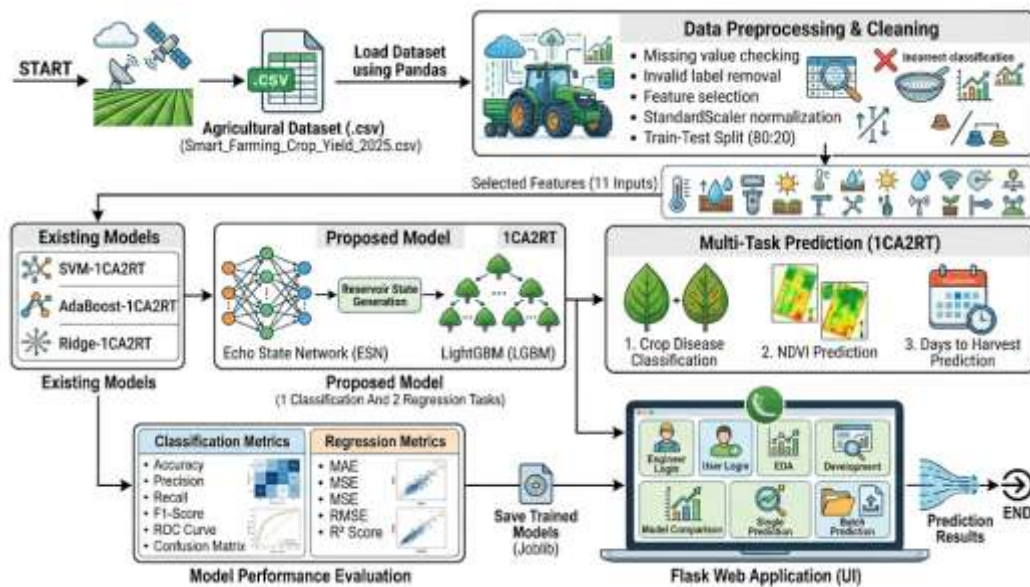 START
.CSV
Agricultural Dataset (.csv)
(Smart_Farming_Crop_Yield_2025.csv)
Load Dataset
using Pandas
Data Preprocessing & Cleaning
• Missing value checking
• Invalid label removal
• Feature selection
• StandardScaler normalization
• Train-Test Split (80:20)
Incorrect classification
Selected Features (11 Inputs)
Existing Models
SVM-1CA2RT
AdaBoost-1CA2RT
Ridge-1CA2RT
Existing Models
Proposed Model
1CA2RT
Reservoir State
Generation
Echo State Network (ESN)
LightGBM (LGBM)
Proposed Model
(1 Classification And 2 Regression Tasks)
Multi-Task Prediction (1CA2RT)
1. Crop Disease
Classification
2. NDVI Prediction
3. Days to Harvest
Prediction
Classification Metrics
• Accuracy
• Precision
• Recall
• F1-Score
• ROC Curve
• Confusion Matrix
Regression Metrics
• MAE
• MSE
• MSE
• RMSE
• R² Score
Model Performance Evaluation
Save Trained
Models
(Joblib)
Engineer
Login
User Login
EDA
Development
Model Comparison
Single
Prediction
Batch
Prediction
Flask Web Application (UI)
Prediction
Results
END